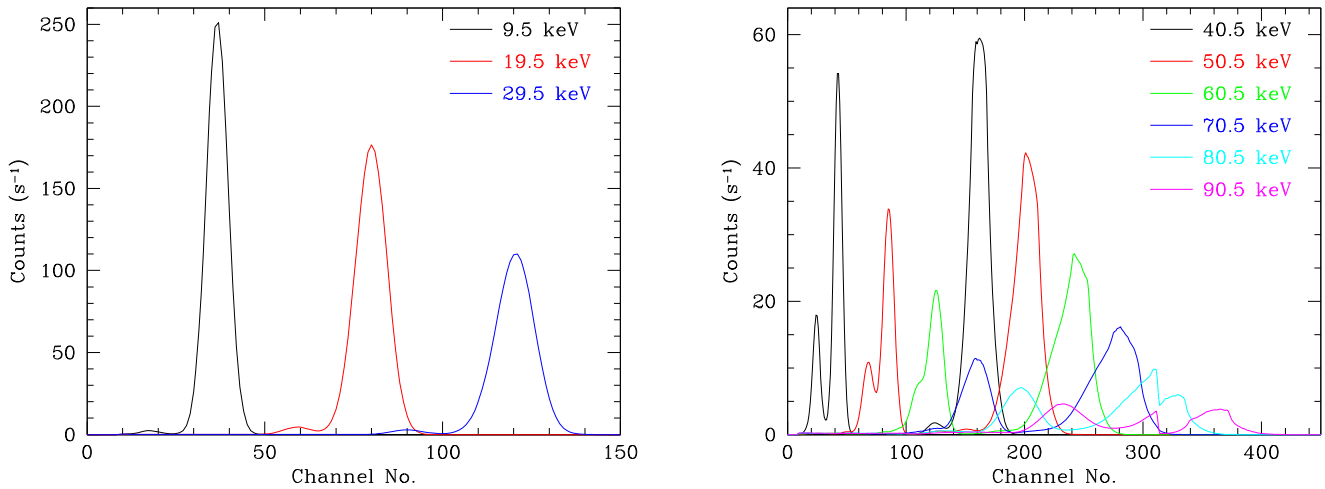 250
200
150
100
50
0
Counts (s⁻¹)
0 50 100 150
Channel No.
9.5 keV
19.5 keV
29.5 keV
60
40
20
0
Counts (s⁻¹)
0 100 200 300 400
Channel No.
40.5 keV
50.5 keV
60.5 keV
70.5 keV
80.5 keV
90.5 keV